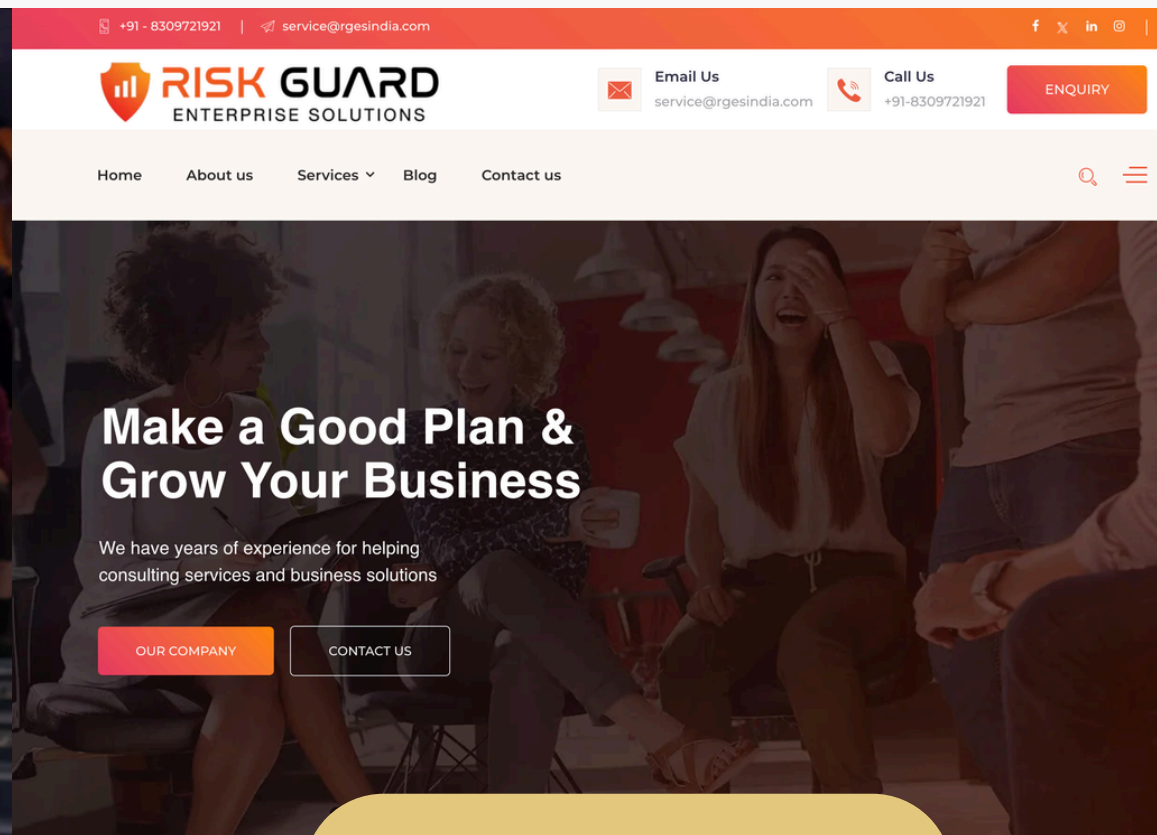 +91 - 8309721921 | service@rgesindia.com
RISK GUARD
ENTERPRISE SOLUTIONS
Email Us
service@rgesindia.com
Call Us
+91-8309721921
ENQUIRY
Home About us Services Blog Contact us
Make a Good Plan &
Grow Your Business
We have years of experience for helping
consulting services and business solutions
OUR COMPANY CONTACT US